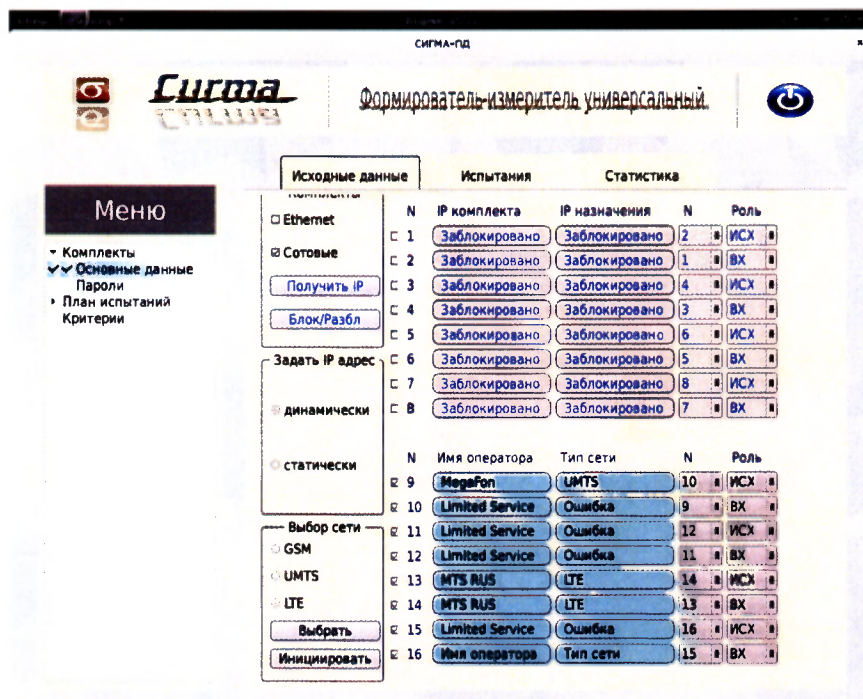 СИГМА-ПД
Сигма
Формирователь-измеритель универсальный
Исходные данные Испытания Статистика
Меню
Комплекты
Основные данные
Пароли
План испытаний
Критерии
Комплекты
Ethernet
Сотовые
Получить IP
Блок/Разбл
Задать IP адрес
динамически
статически
Выбор сети
GSM
UMTS
LTE
Выбрать
Инициировать
N IP комплекта IP назначения N Роль
1 Заблокировано Заблокировано 2 ИСХ
2 Заблокировано Заблокировано 1 ВХ
3 Заблокировано Заблокировано 4 ИСХ
4 Заблокировано Заблокировано 3 ВХ
5 Заблокировано Заблокировано 6 ИСХ
6 Заблокировано Заблокировано 5 ВХ
7 Заблокировано Заблокировано 8 ИСХ
8 Заблокировано Заблокировано 7 ВХ
N Имя оператора Тип сети N Роль
9 MegaFon UMTS 10 ИСХ
10 Limited Service Ошибка 9 ВХ
11 Limited Service Ошибка 12 ИСХ
12 Limited Service Ошибка 11 ВХ
13 MTS RUS LTE 14 ИСХ
14 MTS RUS LTE 13 ВХ
15 Limited Service Ошибка 16 ИСХ
16 Имя оператора Тип сети 15 ВХ